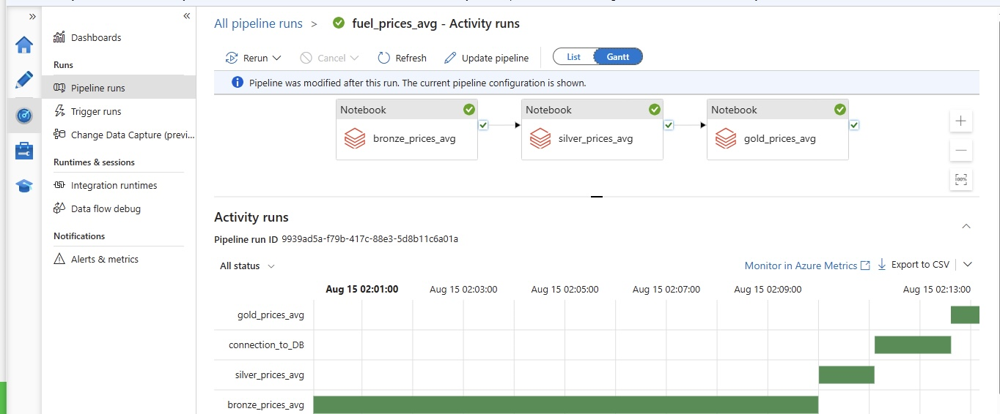 All pipeline runs > fuel_prices_avg - Activity runs
Dashboards
Runs
Pipeline runs
Trigger runs
Change Data Capture (previ...
Runtimes & sessions
Integration runtimes
Data flow debug
Notifications
Alerts & metrics
Rerun Cancel Refresh Update pipeline List Gantt
Pipeline was modified after this run. The current pipeline configuration is shown.
Notebook Notebook Notebook
bronze_prices_avg silver_prices_avg gold_prices_avg
100%
Activity runs
Pipeline run ID 9939ad5a-f79b-417c-88e3-5d8b11c6a01a
All status Monitor in Azure Metrics Export to CSV
Aug 15 02:01:00 Aug 15 02:03:00 Aug 15 02:05:00 Aug 15 02:07:00 Aug 15 02:09:00 Aug 15 02:13:00
gold_prices_avg
connection_to_DB
silver_prices_avg
bronze_prices_avg